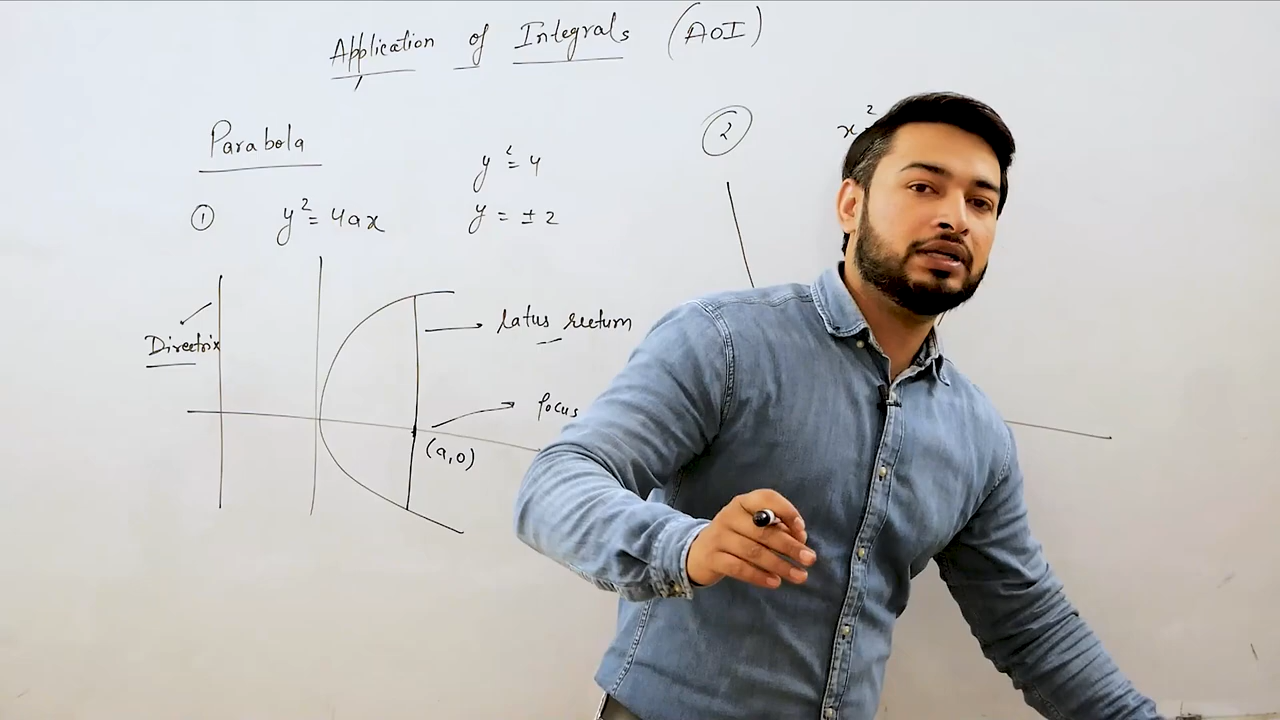 Application of Integrals (AOI)
Parabola
① y² = 4ax
y² = 4
y = ± 2
Directrix
latus rectum
focus
(a,0)
②
x²